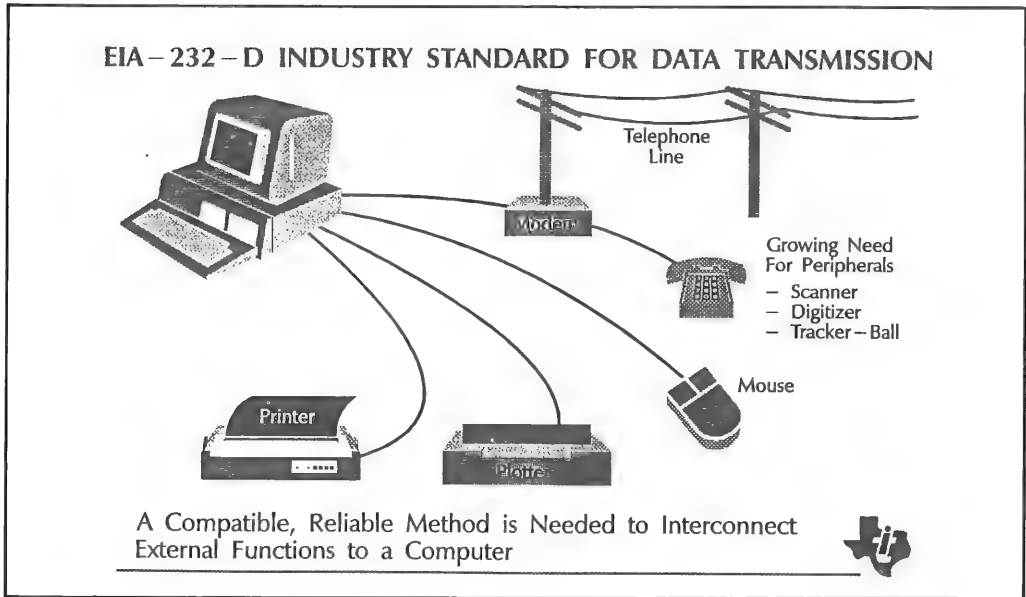 EIA–232–D INDUSTRY STANDARD FOR DATA TRANSMISSION
Telephone
Line
Modem
Growing Need
For Peripherals
– Scanner
– Digitizer
– Tracker–Ball
Mouse
Printer
Plotter
A Compatible, Reliable Method is Needed to Interconnect
External Functions to a Computer